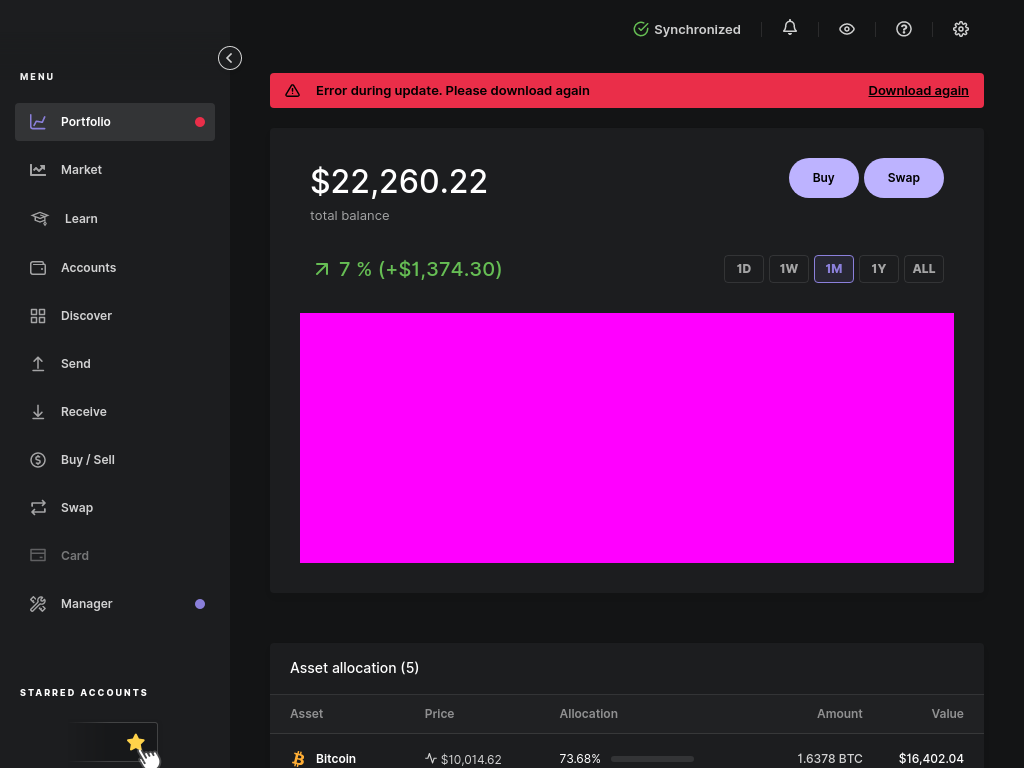 Synchronized
MENU
Error during update. Please download again
Download again
Portfolio
Market
Learn
Accounts
Discover
Send
Receive
Buy / Sell
Swap
Card
Manager
STARRED ACCOUNTS
$22,260.22
total balance
Buy
Swap
7 % (+$1,374.30)
1D
1W
1M
1Y
ALL
Asset allocation (5)
Asset Price Allocation Amount Value
Bitcoin $10,014.62 73.68% 1.6378 BTC $16,402.04